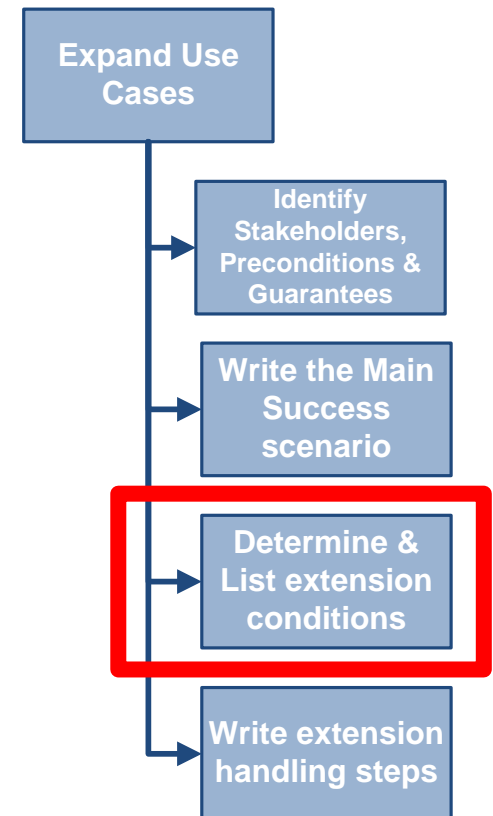 Expand Use
Cases
Identify
Stakeholders,
Preconditions &
Guarantees
Write the Main
Success
scenario
Determine &
List extension
conditions
Write extension
handling steps